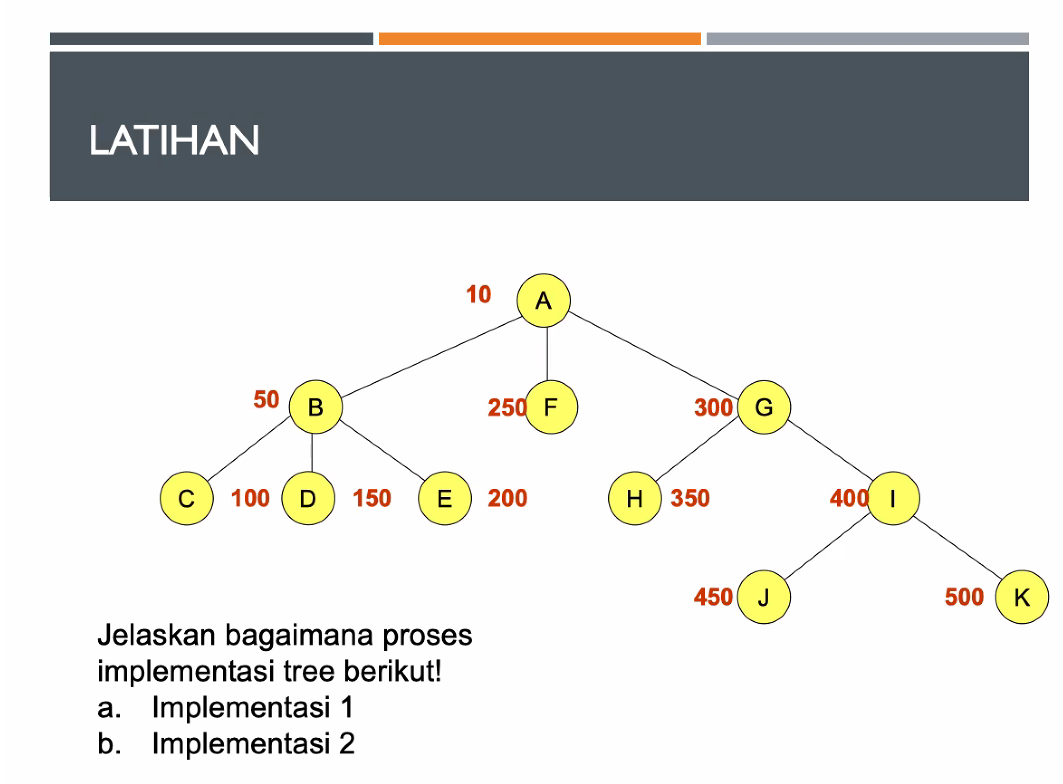 LATIHAN
10 A
50 B 250 F 300 G
C 100 D 150 E 200 H 350 400 I
450 J 500 K
Jelaskan bagaimana proses
implementasi tree berikut!
a. Implementasi 1
b. Implementasi 2